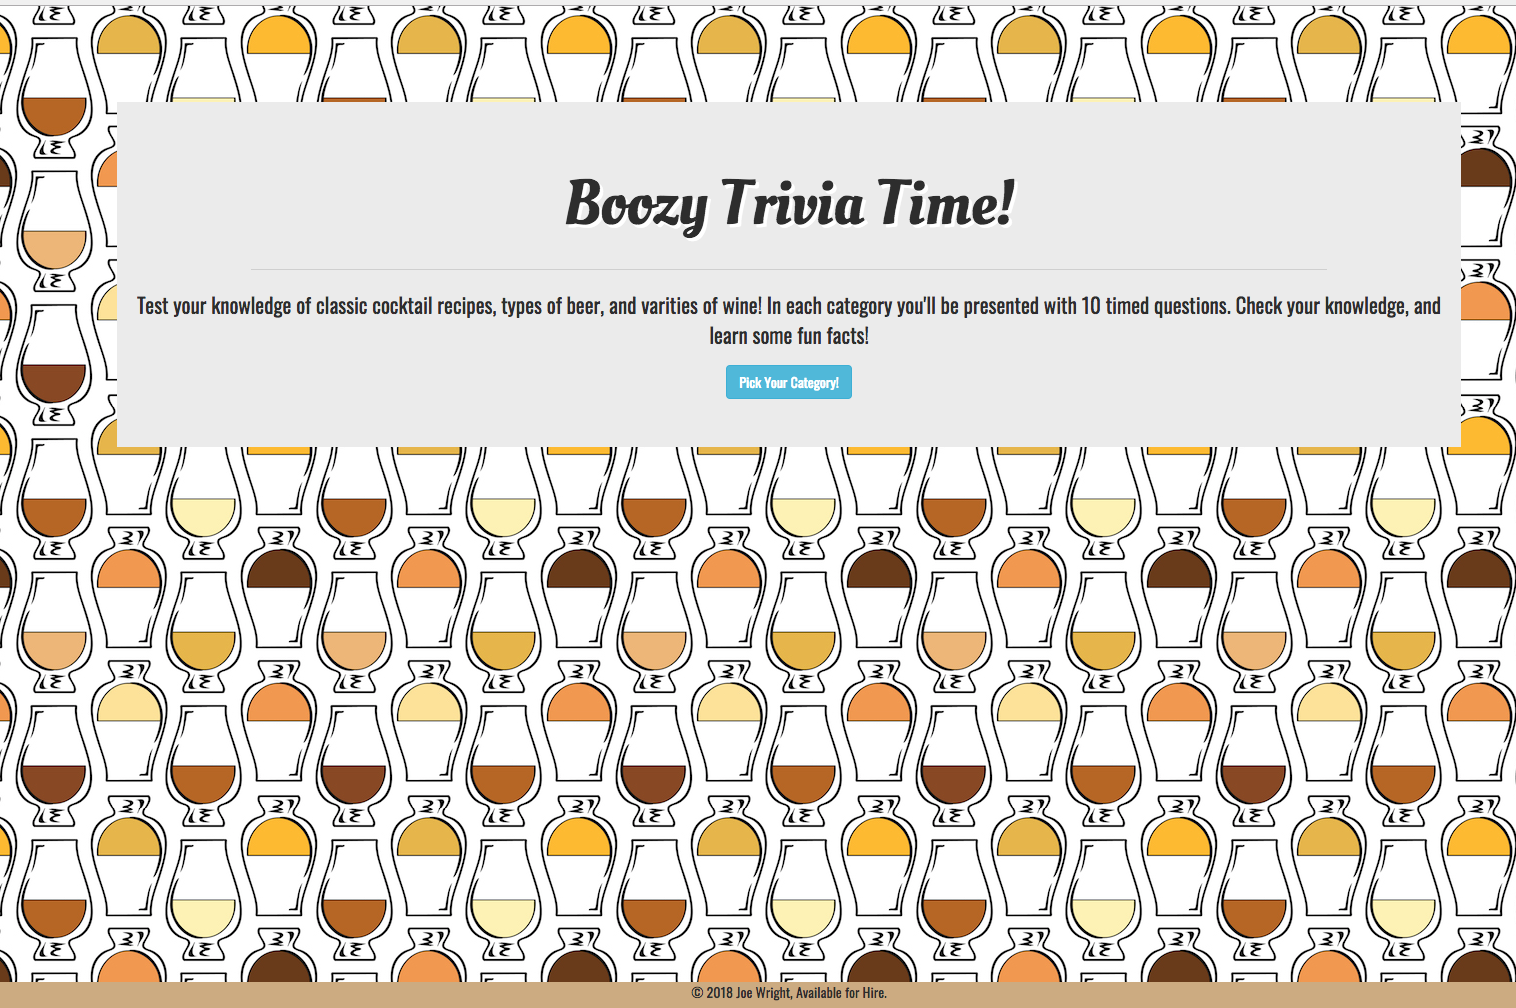 Boozy Trivia Time!
Test your knowledge of classic cocktail recipes, types of beer, and varities of wine! In each category you'll be presented with 10 timed questions. Check your knowledge, and
learn some fun facts!
Pick Your Category!
© 2018 Joe Wright, Available for Hire.